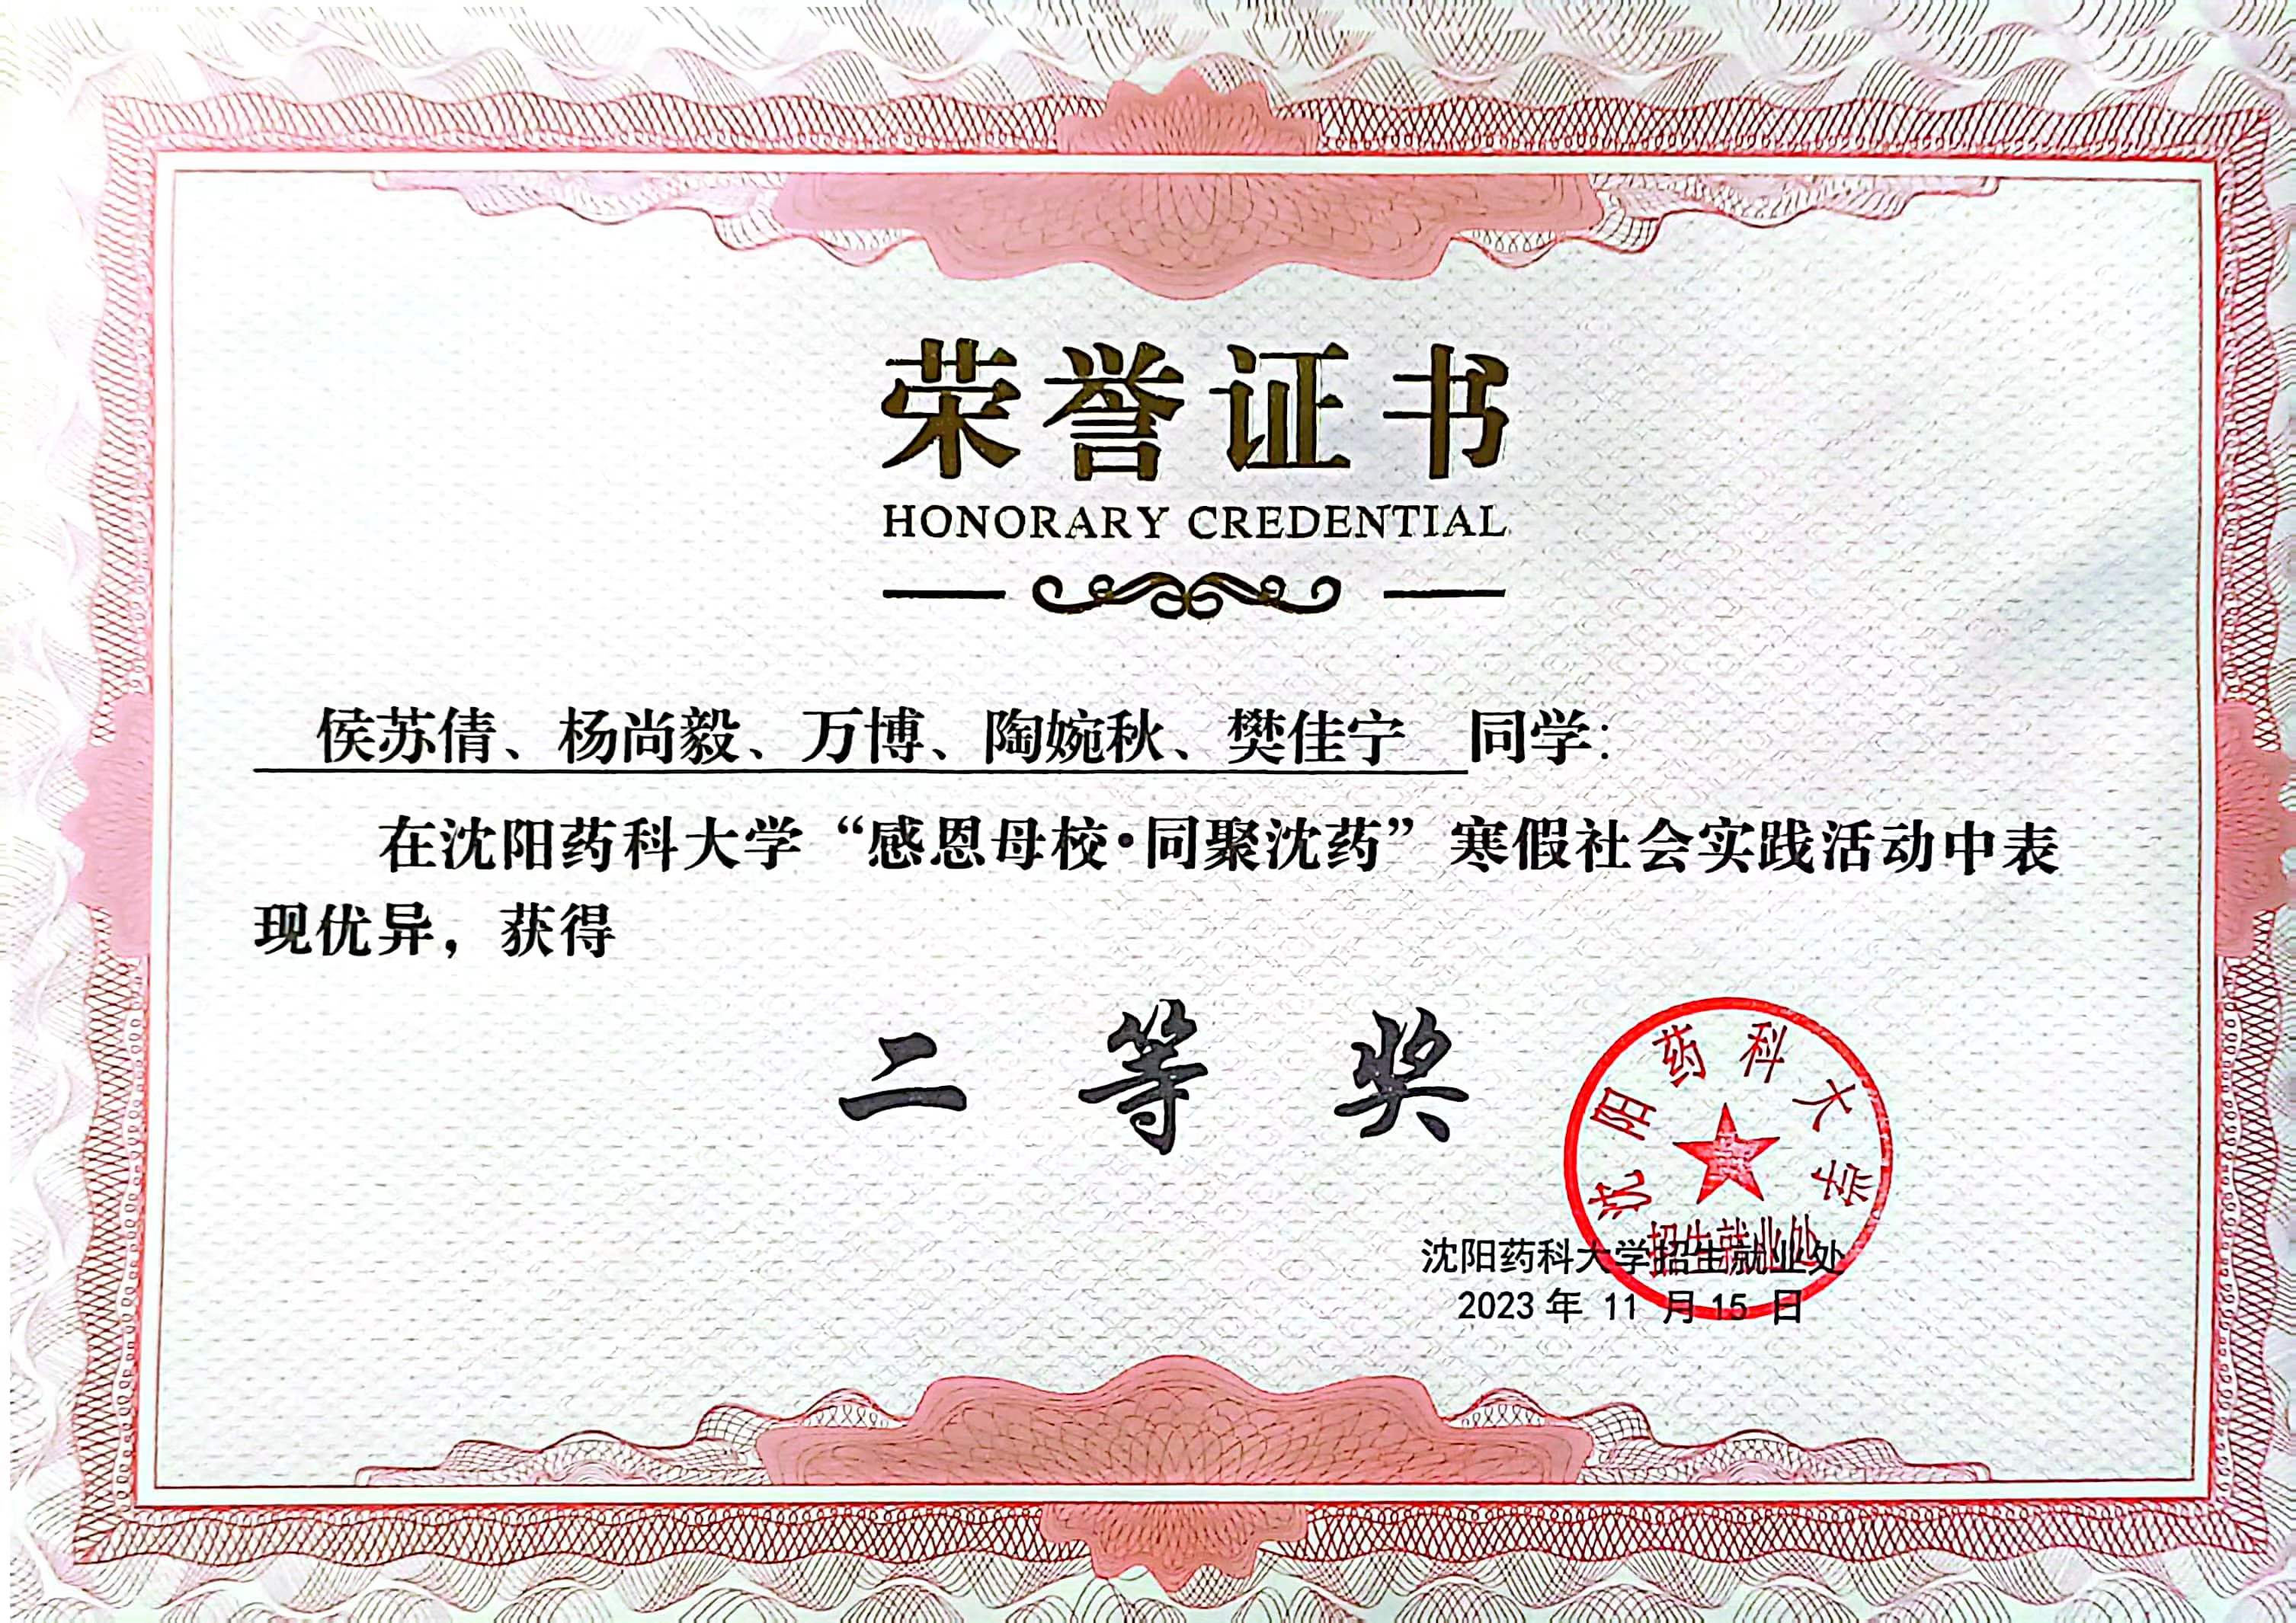 荣誉证书
HONORARY CREDENTIAL
侯苏倩、杨尚毅、万博、陶婉秋、樊佳宁 同学：
在沈阳药科大学“感恩母校·同聚沈药”寒假社会实践活动中表
现优异，获得
二等奖
沈阳药科大学
招生就业处
沈阳药科大学招生就业处
2023 年 11 月 15 日